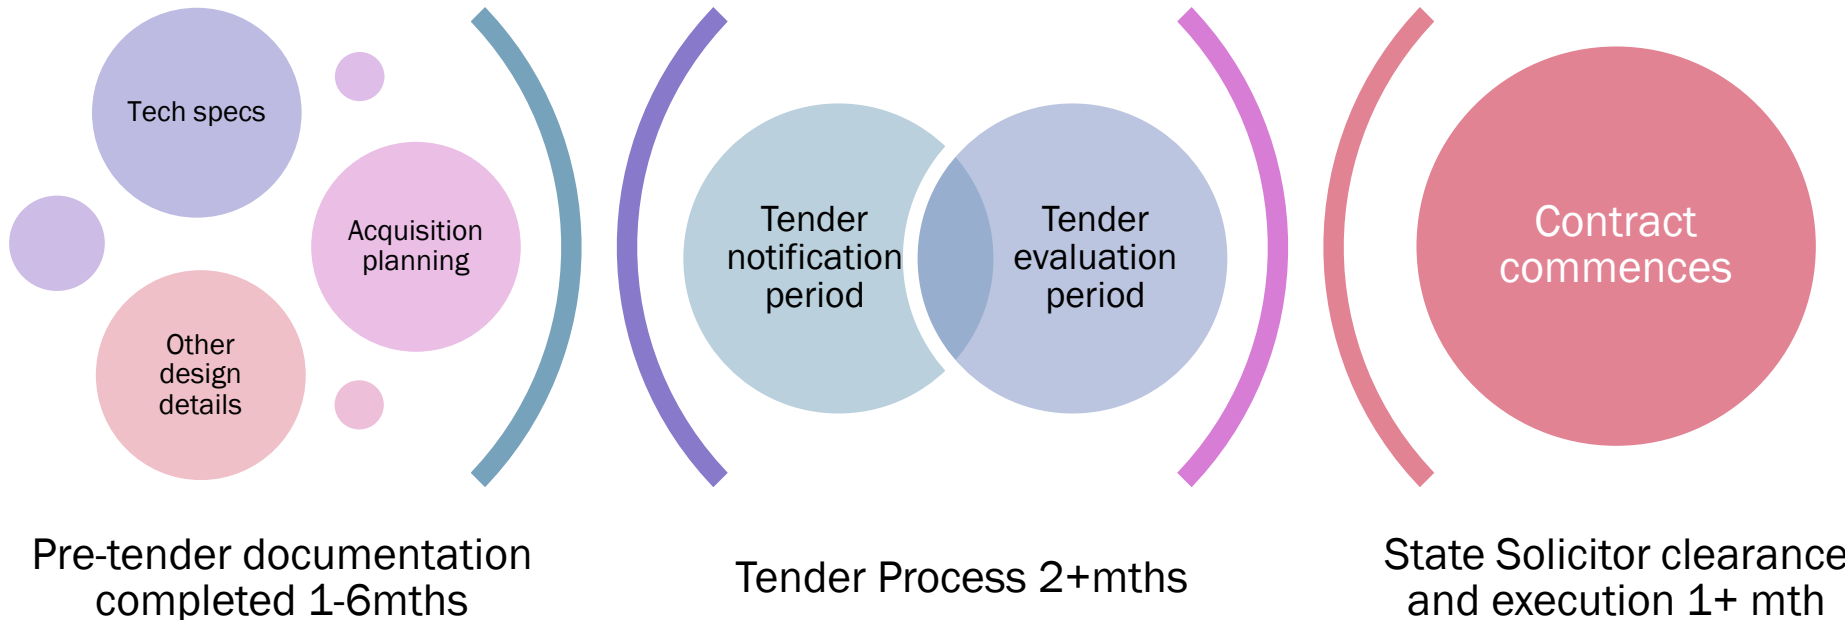 Tech specs
Acquisition
planning
Other
design
details
Tender
notification
period
Tender
evaluation
period
Contract
commences
Pre-tender documentation
completed 1-6mths
Tender Process 2+mths
State Solicitor clearance
and execution 1+ mth